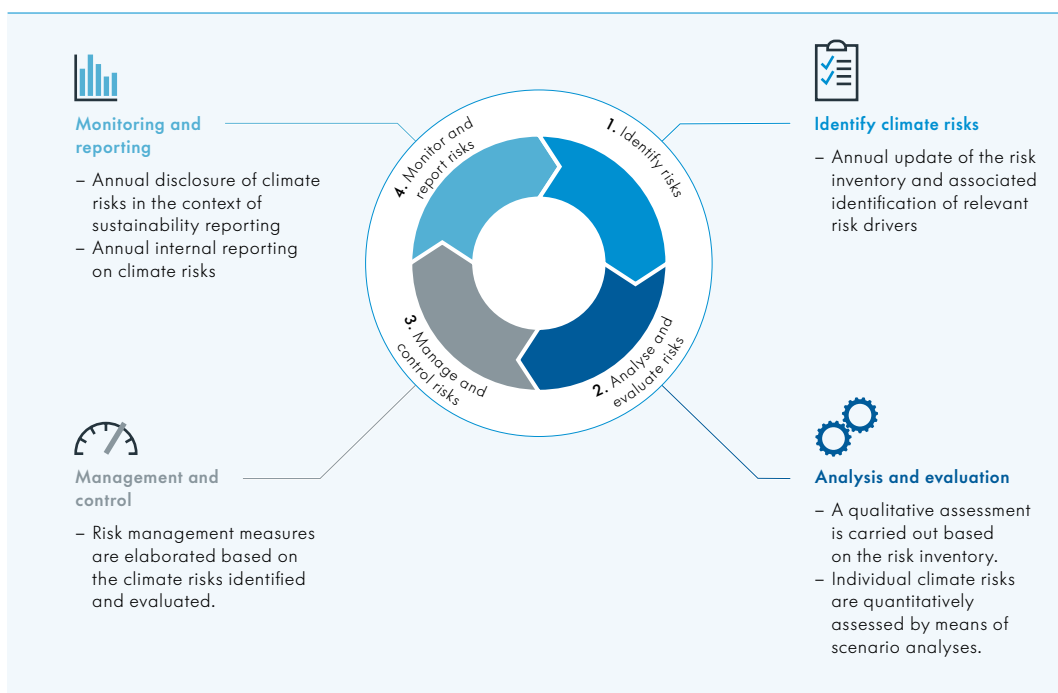 Monitoring and
reporting
– Annual disclosure of climate
risks in the context of
sustainability reporting
– Annual internal reporting
on climate risks
Identify climate risks
– Annual update of the risk
inventory and associated
identification of relevant
risk drivers
1. Identify risks
2. Analyse and
evaluate risks
3. Manage and
control risks
4. Monitor and
report risks
Management and
control
– Risk management measures
are elaborated based on
the climate risks identified
and evaluated.
Analysis and evaluation
– A qualitative assessment
is carried out based
on the risk inventory.
– Individual climate risks
are quantitatively
assessed by means of
scenario analyses.